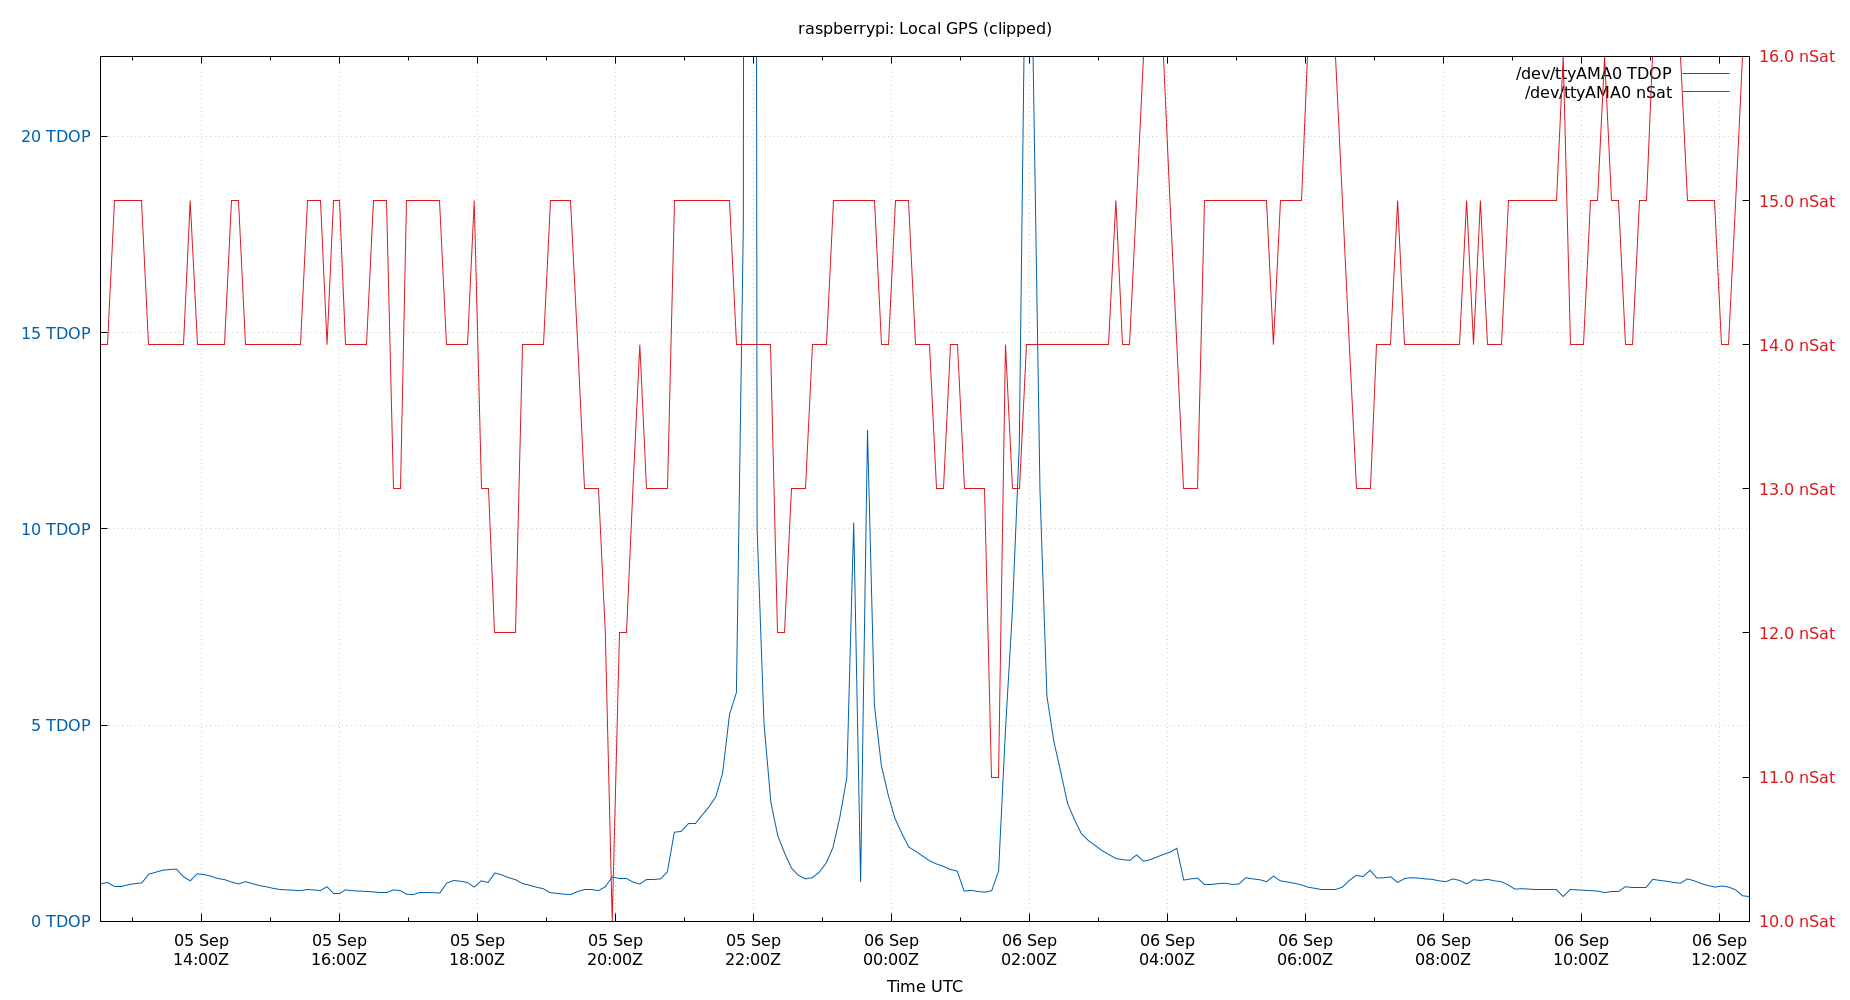 raspberrypi: Local GPS (clipped)
16.0 nSat
/dev/ttyAMA0 TDOP
/dev/ttyAMA0 nSat
20 TDOP
15.0 nSat
15 TDOP
14.0 nSat
13.0 nSat
10 TDOP
12.0 nSat
5 TDOP
11.0 nSat
0 TDOP
10.0 nSat
05 Sep 05 Sep 05 Sep 05 Sep 05 Sep 06 Sep 06 Sep 06 Sep 06 Sep 06 Sep 06 Sep 06 Sep
14:00Z 16:00Z 18:00Z 20:00Z 22:00Z 00:00Z 02:00Z 04:00Z 06:00Z 08:00Z 10:00Z 12:00Z
Time UTC